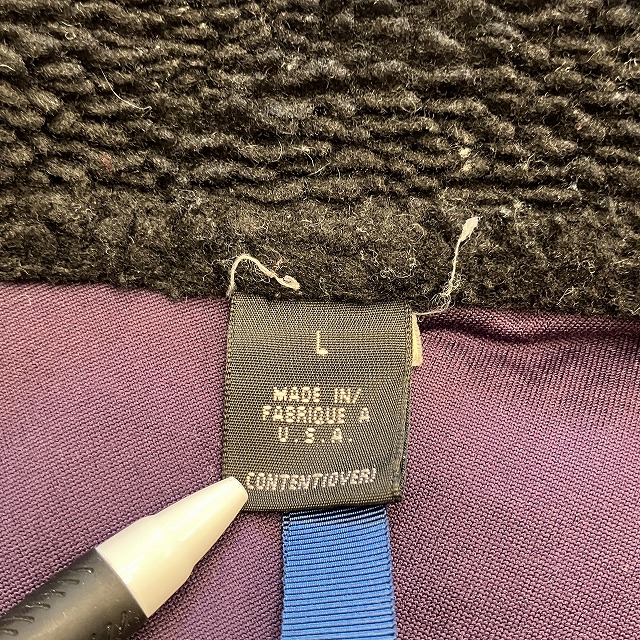 L
MADE IN/
FABRIQUE A
U.S.A.
CONTENT(OVER)